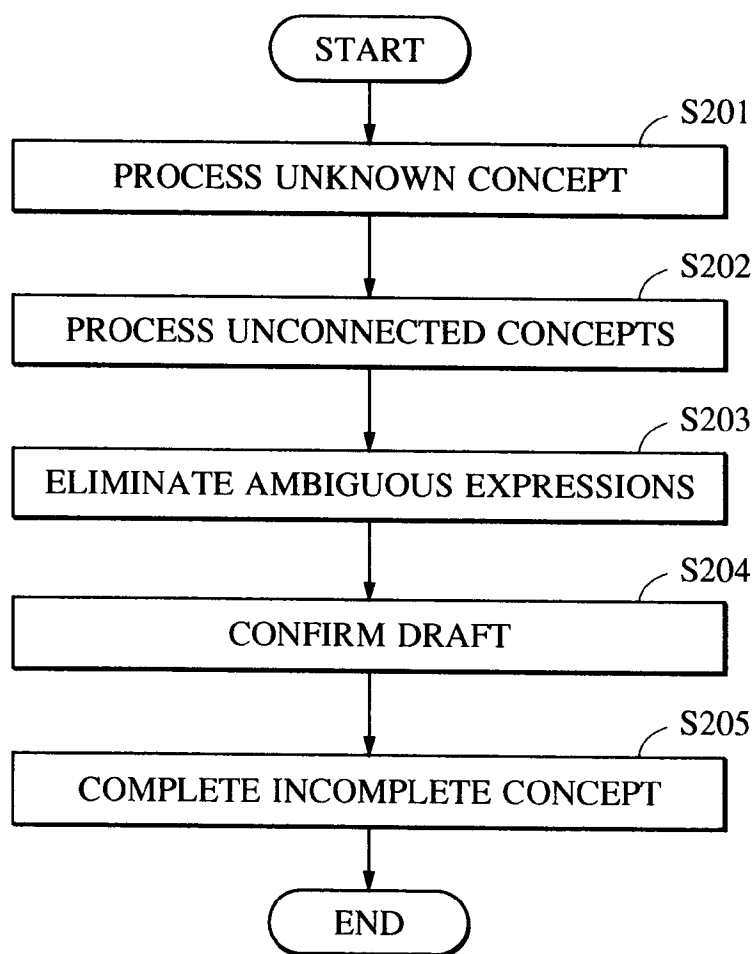 START
S201
PROCESS UNKNOWN CONCEPT
S202
PROCESS UNCONNECTED CONCEPTS
S203
ELIMINATE AMBIGUOUS EXPRESSIONS
S204
CONFIRM DRAFT
S205
COMPLETE INCOMPLETE CONCEPT
END